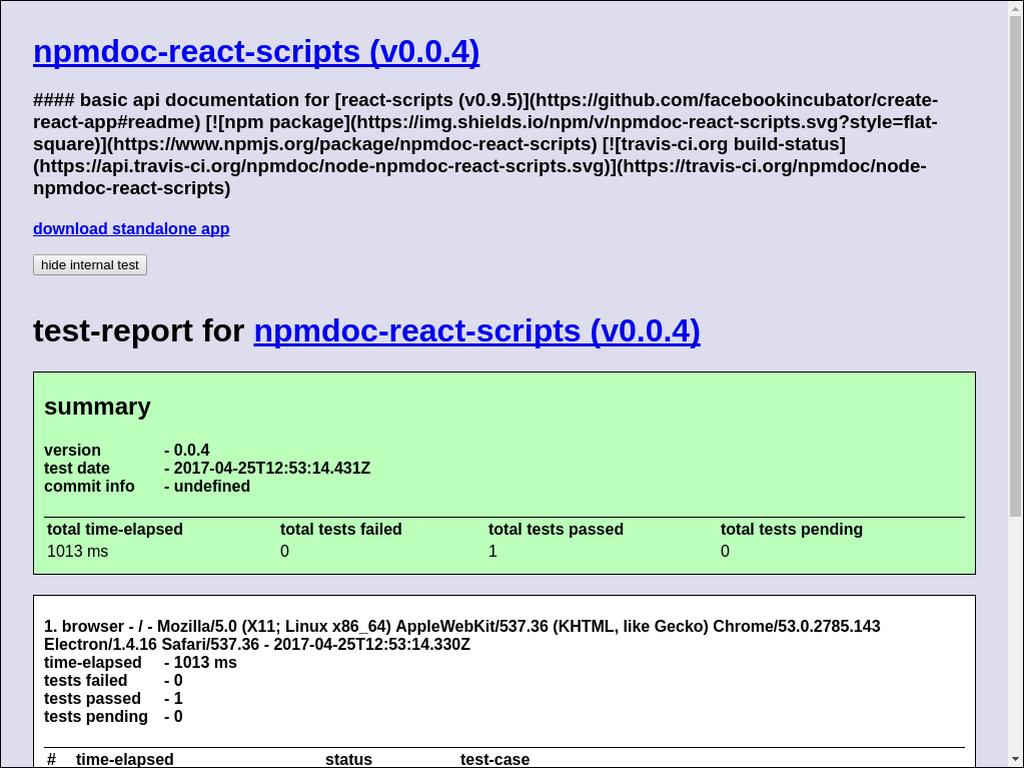 npmdoc-react-scripts (v0.0.4)
#### basic api documentation for [react-scripts (v0.9.5)](https://github.com/facebookincubator/create-
react-app#readme) [![npm package](https://img.shields.io/npm/v/npmdoc-react-scripts.svg?style=flat-
square)](https://www.npmjs.org/package/npmdoc-react-scripts) [![travis-ci.org build-status]
(https://api.travis-ci.org/npmdoc/node-npmdoc-react-scripts.svg)](https://travis-ci.org/npmdoc/node-
npmdoc-react-scripts)
download standalone app
hide internal test
test-report for npmdoc-react-scripts (v0.0.4)
summary
version - 0.0.4
test date - 2017-04-25T12:53:14.431Z
commit info - undefined
total time-elapsed total tests failed total tests passed total tests pending
1013 ms 0 1 0
1. browser - / - Mozilla/5.0 (X11; Linux x86_64) AppleWebKit/537.36 (KHTML, like Gecko) Chrome/53.0.2785.143
Electron/1.4.16 Safari/537.36 - 2017-04-25T12:53:14.330Z
time-elapsed - 1013 ms
tests failed - 0
tests passed - 1
tests pending - 0
# time-elapsed status test-case